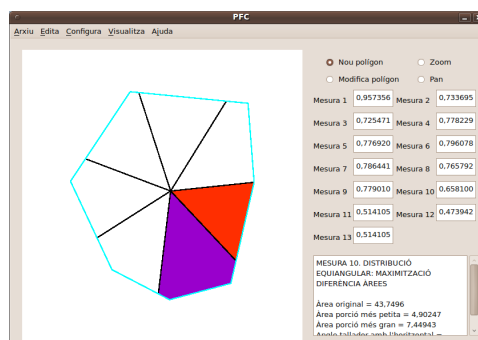 PFC
Arxiu Edita Configura Visualitza Ajuda
Nou polígon Zoom
Modifica polígon Pan
Mesura 1 0,957356 Mesura 2 0,733695
Mesura 3 0,725471 Mesura 4 0,778229
Mesura 5 0,776920 Mesura 6 0,796078
Mesura 7 0,786441 Mesura 8 0,765792
Mesura 9 0,779010 Mesura 10 0,658100
Mesura 11 0,514105 Mesura 12 0,473942
Mesura 13 0,514105
MESURA 10. DISTRIBUCIÓ
EQUIANGULAR: MAXIMITZACIÓ
DIFERÈNCIA ÀREES
Àrea original = 43,7496
Àrea porció més petita = 4,90247
Àrea porció més gran = 7,44943
Angle tallador amb l'horitzontal =